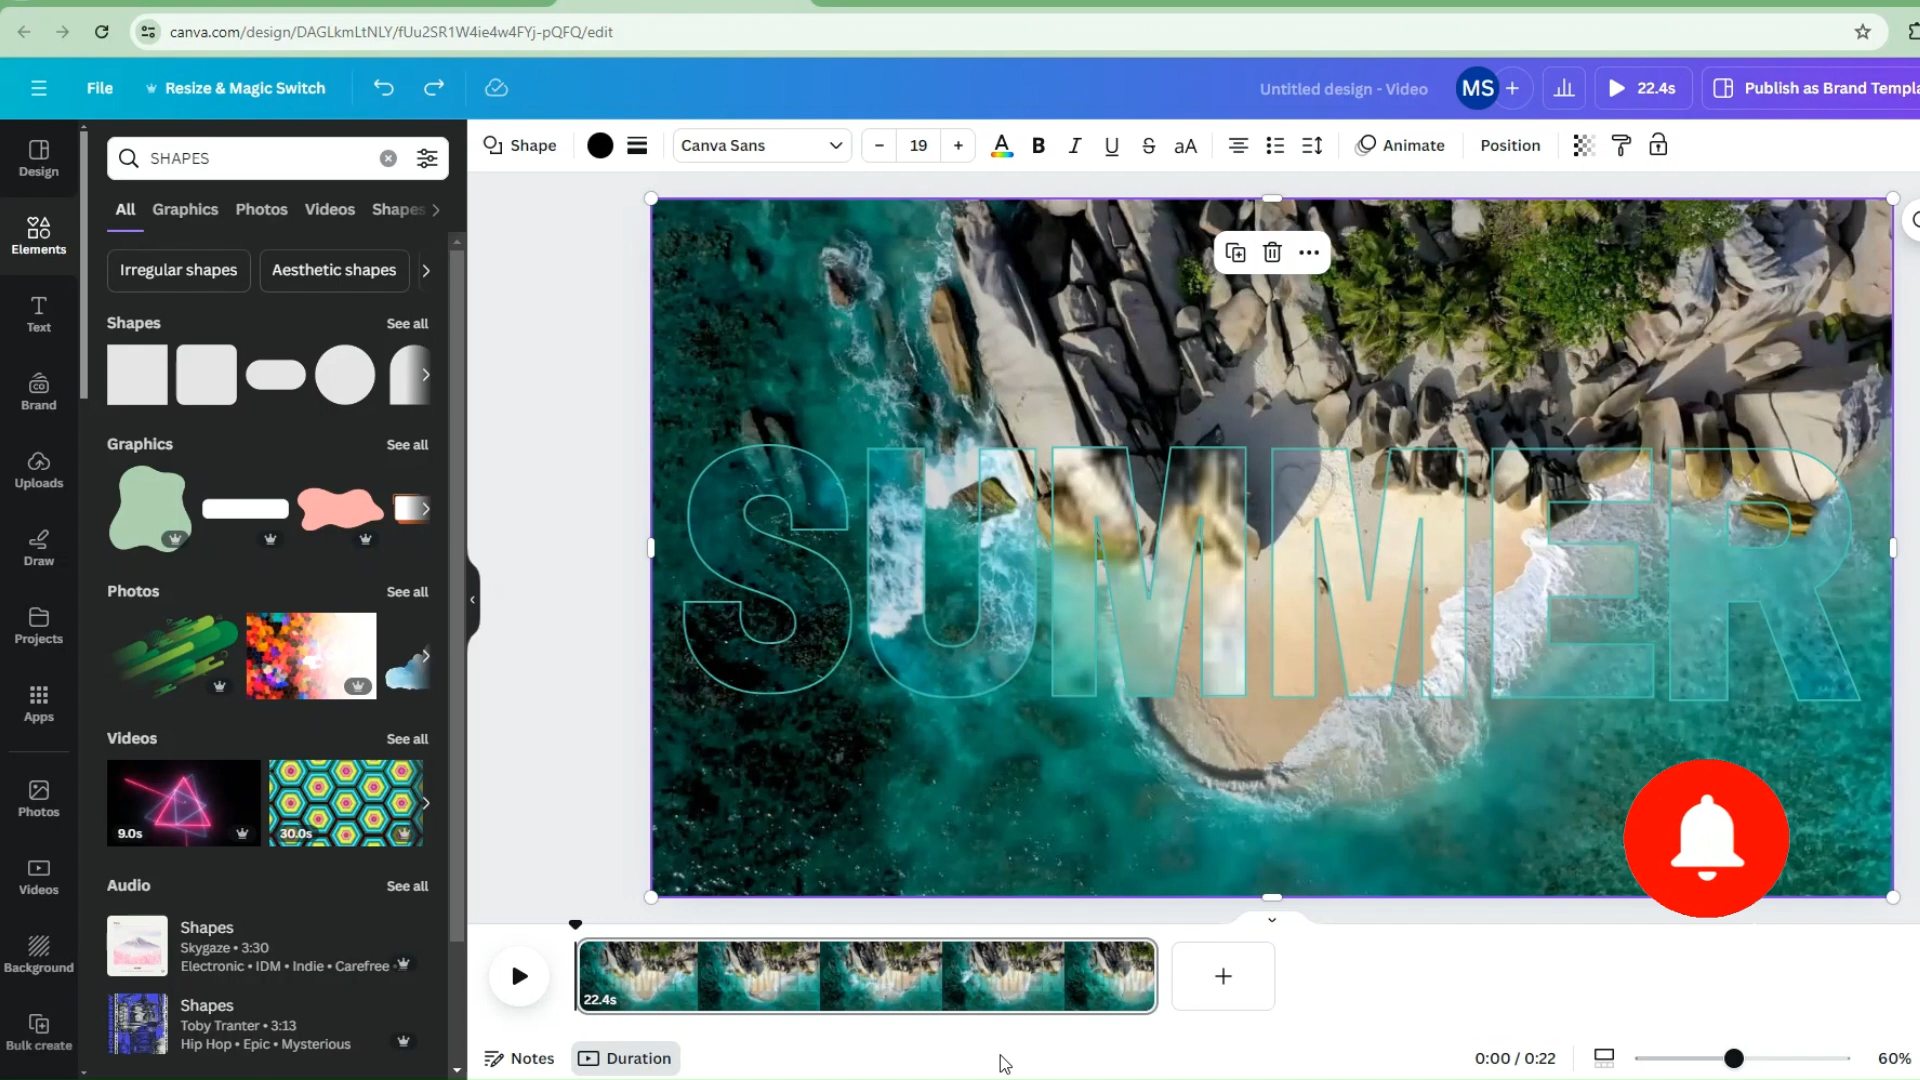 canva.com/design/DAGLkmLtNLY/fUu2SR1W4ie4w4FYj-pQFQ/edit
File
Resize & Magic Switch
Untitled design - Video
MS
22.4s
Publish as Brand Templa
Design
Elements
Text
Brand
Uploads
Draw
Projects
Apps
Photos
Videos
Background
Bulk create
SHAPES
All Graphics Photos Videos Shapes
Irregular shapes
Aesthetic shapes
Shapes
See all
Graphics
See all
Photos
See all
Videos
See all
9.0s
30.0s
Audio
See all
Shapes
Skygaze • 3:30
Electronic • IDM • Indie • Carefree
Shapes
Toby Tranter • 3:13
Hip Hop • Epic • Mysterious
Shape
Canva Sans
– 19 +
A B I U S aA
Animate
Position
SUMMER
22.4s
Notes
Duration
0:00 / 0:22
60%